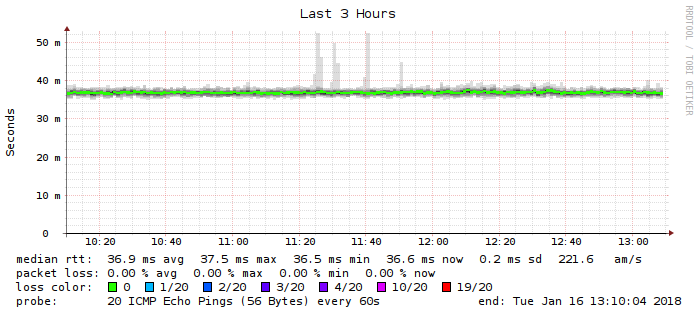 Last 3 Hours
RRDTOOL / TOBI OETIKER
Seconds
50 m
40 m
30 m
20 m
10 m
0
10:20 10:40 11:00 11:20 11:40 12:00 12:20 12:40 13:00
median rtt: 36.9 ms avg 37.5 ms max 36.5 ms min 36.6 ms now 0.2 ms sd 221.6 am/s
packet loss: 0.00 % avg 0.00 % max 0.00 % min 0.00 % now
loss color: 0 1/20 2/20 3/20 4/20 10/20 19/20
probe: 20 ICMP Echo Pings (56 Bytes) every 60s end: Tue Jan 16 13:10:04 2018